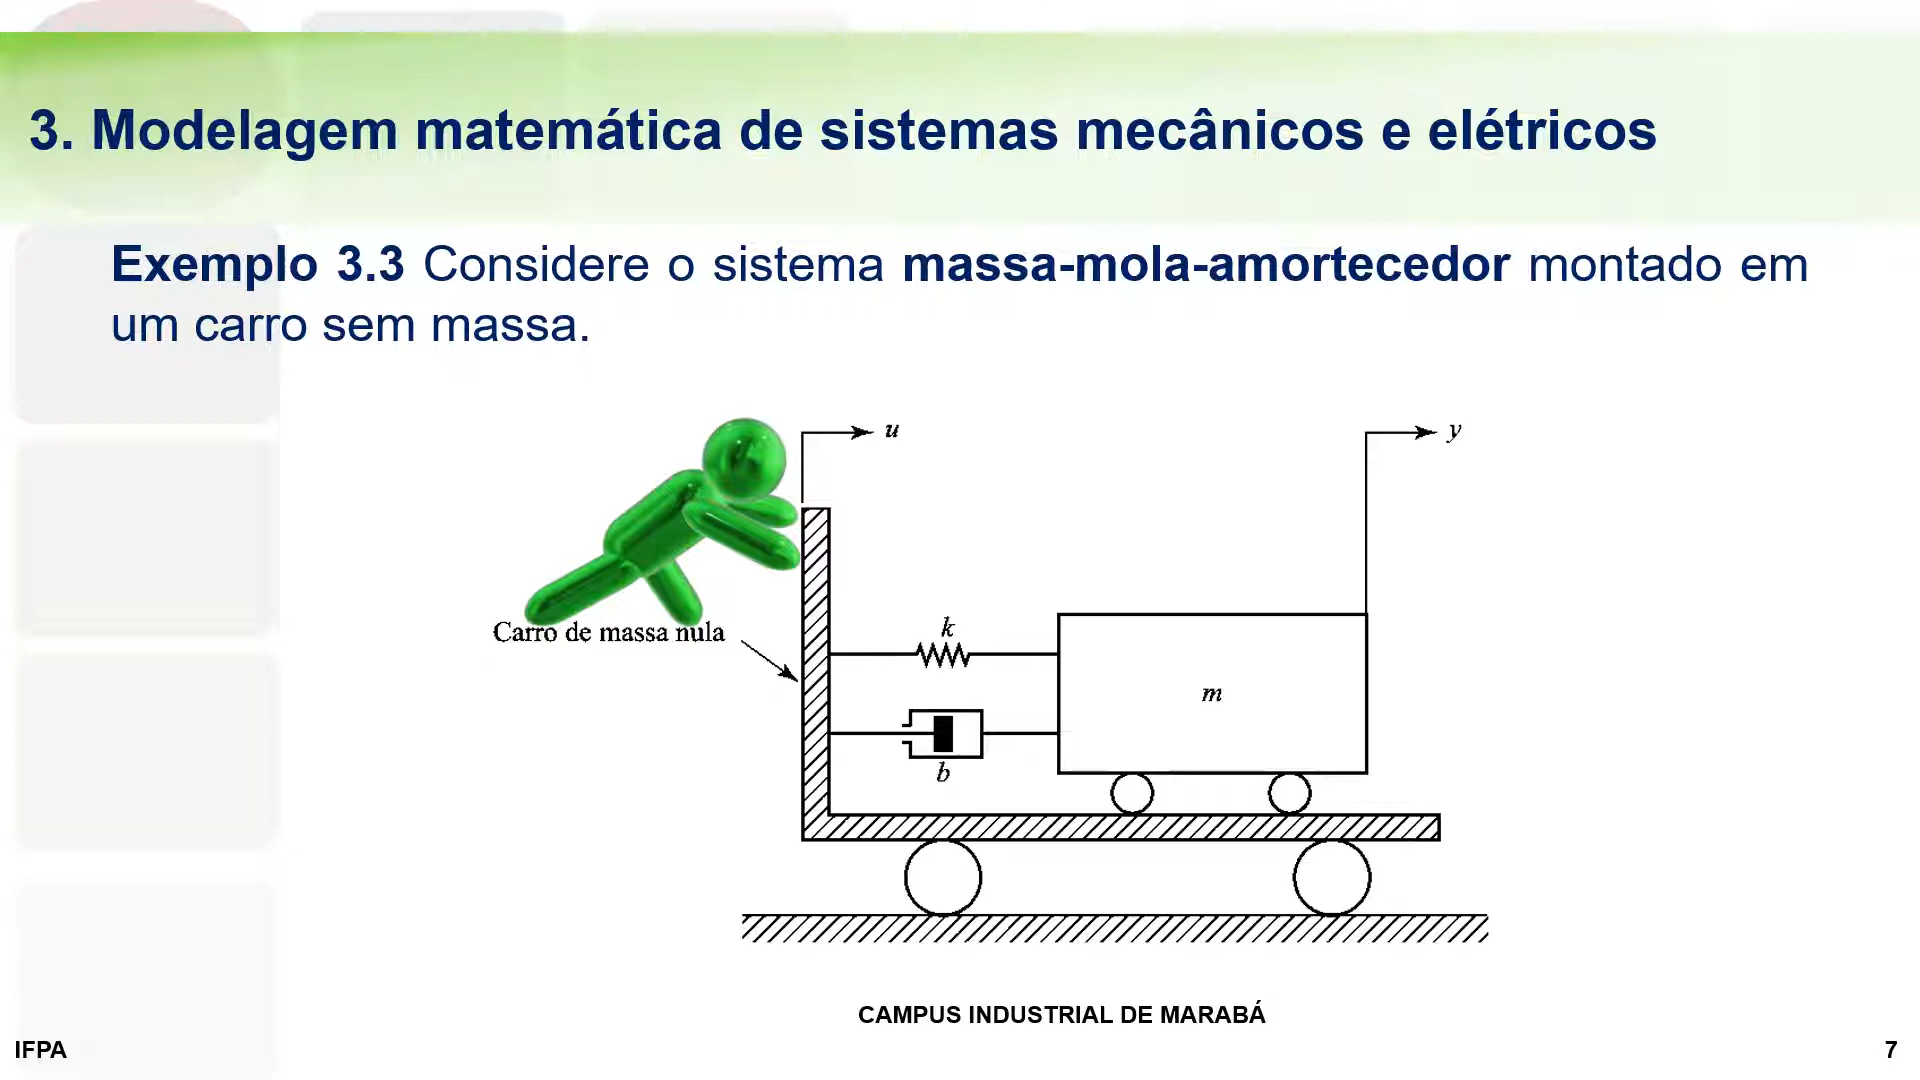 3. Modelagem matemática de sistemas mecânicos e elétricos
Exemplo 3.3 Considere o sistema massa-mola-amortecedor montado em
um carro sem massa.
u
y
Carro de massa nula
k
m
b
CAMPUS INDUSTRIAL DE MARABÁ
IFPA
7